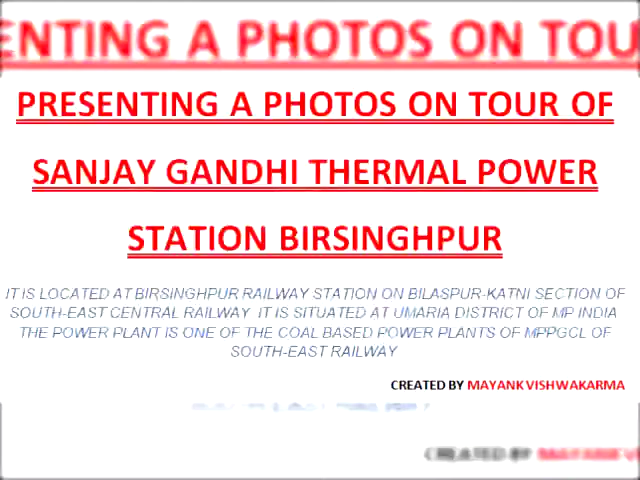 ENTING A PHOTOS ON TOU
PRESENTING A PHOTOS ON TOUR OF
SANJAY GANDHI THERMAL POWER
STATION BIRSINGHPUR
IT IS LOCATED AT BIRSINGHPUR RAILWAY STATION ON BILASPUR-KATNI SECTION OF
SOUTH-EAST CENTRAL RAILWAY IT IS SITUATED AT UMARIA DISTRICT OF MP INDIA
THE POWER PLANT IS ONE OF THE COAL BASED POWER PLANTS OF MPPGCL OF
SOUTH-EAST RAILWAY
CREATED BY MAYANK VISHWAKARMA
CREATED BY MAYANK V